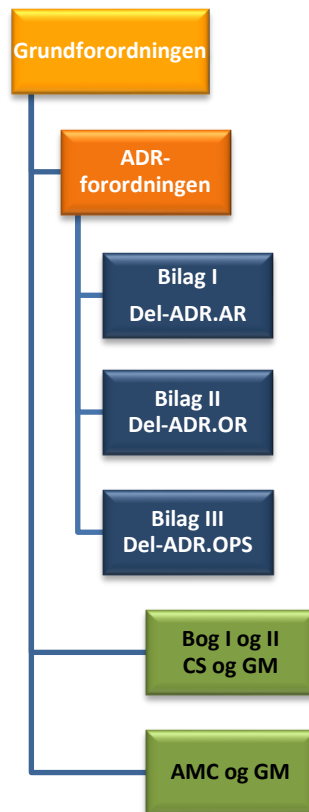 Grundforordningen
ADR-
forordningen
Bilag I
Del-ADR.AR
Bilag II
Del-ADR.OR
Bilag III
Del-ADR.OPS
Bog I og II
CS og GM
AMC og GM